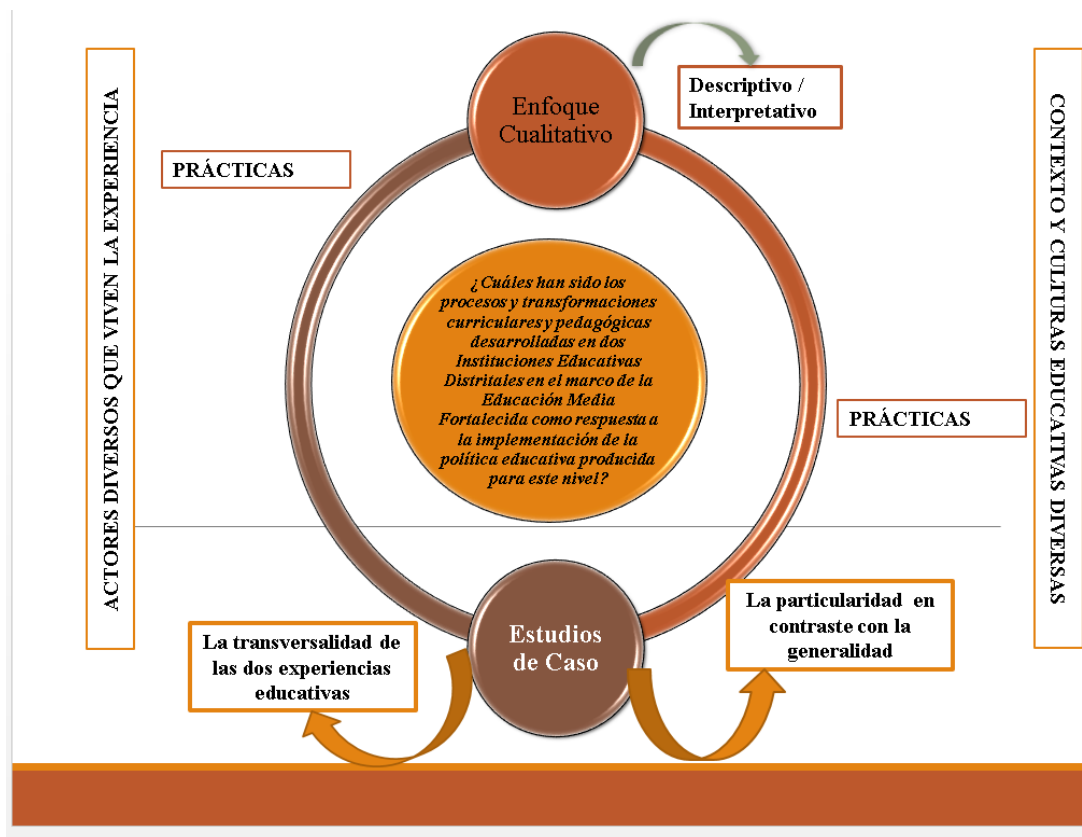 ACTORES DIVERSOS QUE VIVEN LA EXPERIENCIA
Enfoque
Cualitativo
Descriptivo /
Interpretativo
PRÁCTICAS
¿Cuáles han sido los
procesos y transformaciones
curriculares y pedagógicas
desarrolladas en dos
Instituciones Educativas
Distritales en el marco de la
Educación Media
Fortalecida como respuesta a
la implementación de la
política educativa producida
para este nivel?
PRÁCTICAS
Estudios
de Caso
La transversalidad de
las dos experiencias
educativas
La particularidad en
contraste con la
generalidad
CONTEXTO Y CULTURAS EDUCATIVAS DIVERSAS